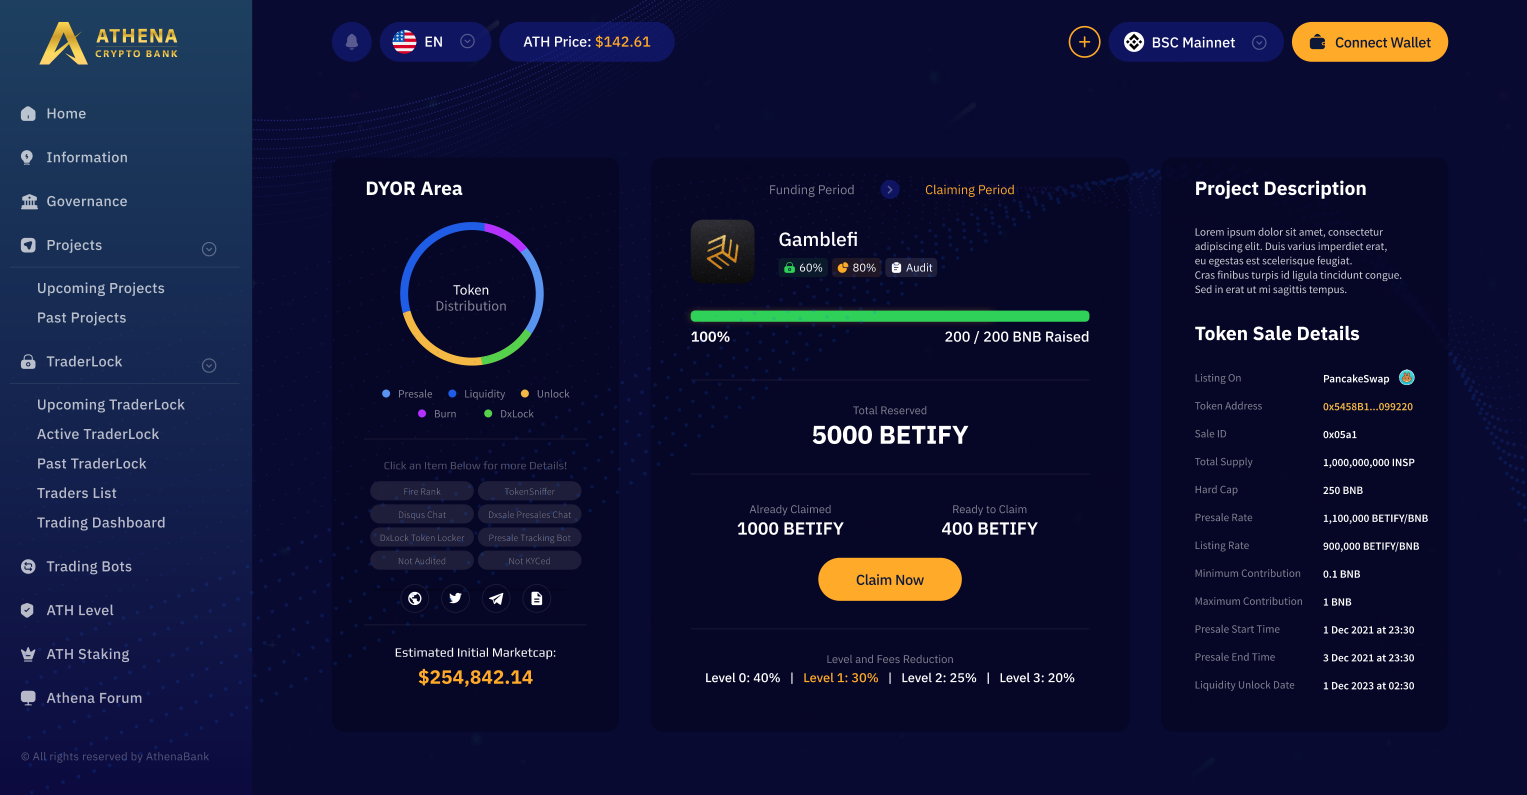 ATHENA
CRYPTO BANK
Home
Information
Governance
Projects
Upcoming Projects
Past Projects
TraderLock
Upcoming TraderLock
Active TraderLock
Past TraderLock
Traders List
Trading Dashboard
Trading Bots
ATH Level
ATH Staking
Athena Forum
© All rights reserved by AthenaBank
EN
ATH Price: $142.61
BSC Mainnet
Connect Wallet
DYOR Area
Token
Distribution
Presale Liquidity Unlock
Burn DxLock
Click an Item Below for more Details!
Fire Rank TokenSniffer
Disqus Chat Dxsale Presales Chat
DxLock Token Locker Presale Tracking Bot
Not Audited Not KYCed
Estimated Initial Marketcap:
$254,842.14
Funding Period Claiming Period
Gamblefi
60% 80% Audit
100% 200 / 200 BNB Raised
Total Reserved
5000 BETIFY
Already Claimed Ready to Claim
1000 BETIFY 400 BETIFY
Claim Now
Level and Fees Reduction
Level 0: 40% | Level 1: 30% | Level 2: 25% | Level 3: 20%
Project Description
Lorem ipsum dolor sit amet, consectetur
adipiscing elit. Duis varius imperdiet erat,
eu egestas est scelerisque feugiat.
Cras finibus turpis id ligula tincidunt congue.
Sed in erat ut mi sagittis tempus.
Token Sale Details
Listing On PancakeSwap
Token Address 0x5458B1...099220
Sale ID 0x05a1
Total Supply 1,000,000,000 INSP
Hard Cap 250 BNB
Presale Rate 1,100,000 BETIFY/BNB
Listing Rate 900,000 BETIFY/BNB
Minimum Contribution 0.1 BNB
Maximum Contribution 1 BNB
Presale Start Time 1 Dec 2021 at 23:30
Presale End Time 3 Dec 2021 at 23:30
Liquidity Unlock Date 1 Dec 2023 at 02:30